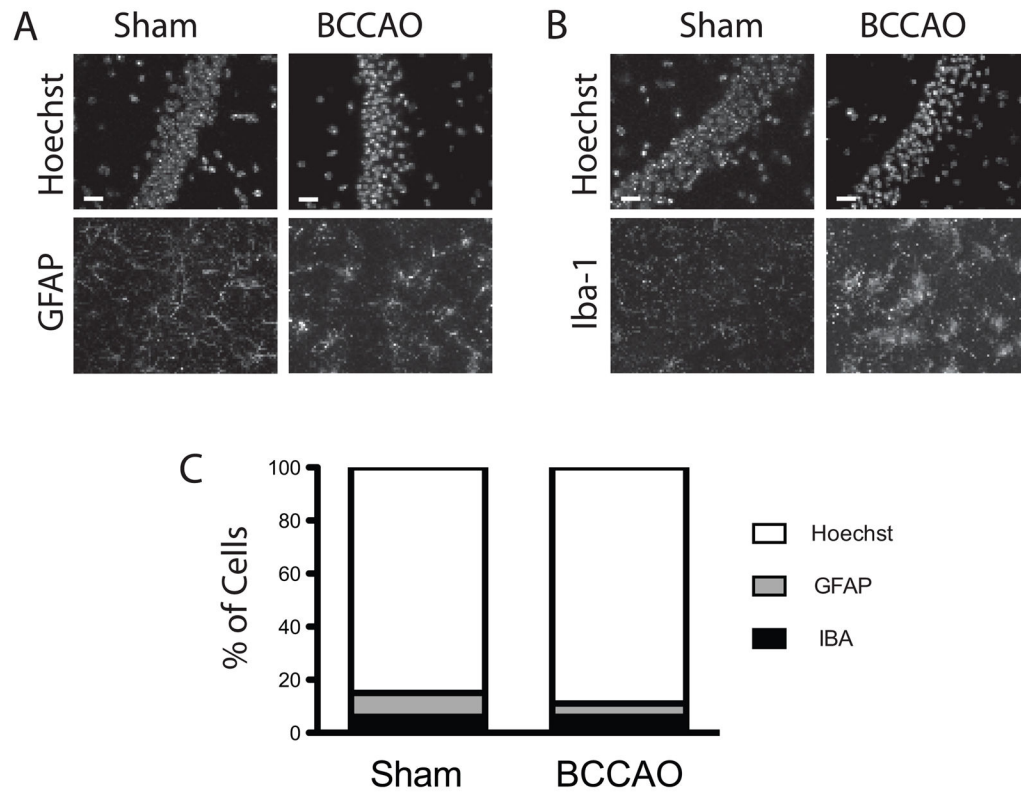 A
Sham
BCCAO
B
Sham
BCCAO
Hoechst
Hoechst
GFAP
Iba-1
C
100
80
60
40
20
0
% of Cells
Hoechst
GFAP
IBA
Sham
BCCAO